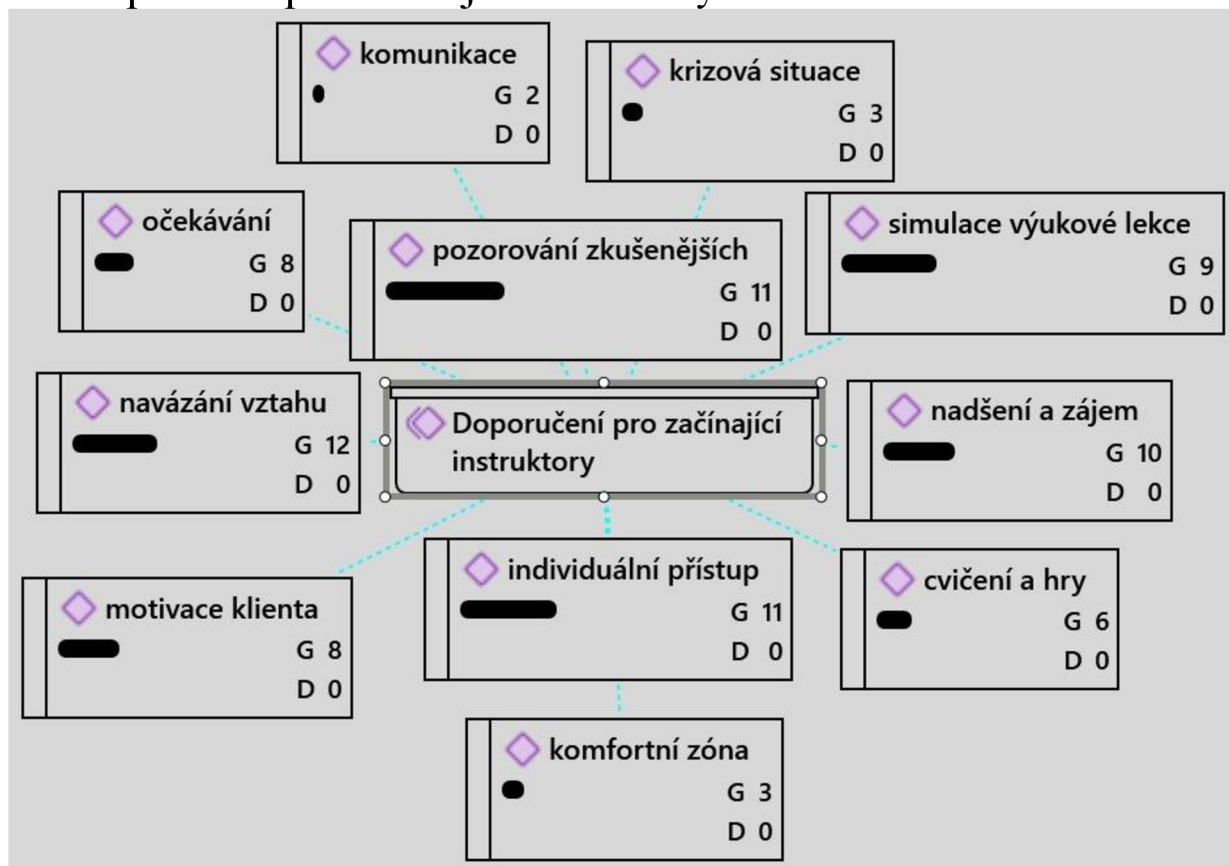 komunikace
G 2
D 0
krizová situace
G 3
D 0
očekávání
G 8
D 0
pozorování zkušenějších
G 11
D 0
simulace výukové lekce
G 9
D 0
navázání vztahu
G 12
D 0
Doporučení pro začínající
instruktory
nadšení a zájem
G 10
D 0
motivace klienta
G 8
D 0
individuální přístup
G 11
D 0
cvičení a hry
G 6
D 0
komfortní zóna
G 3
D 0